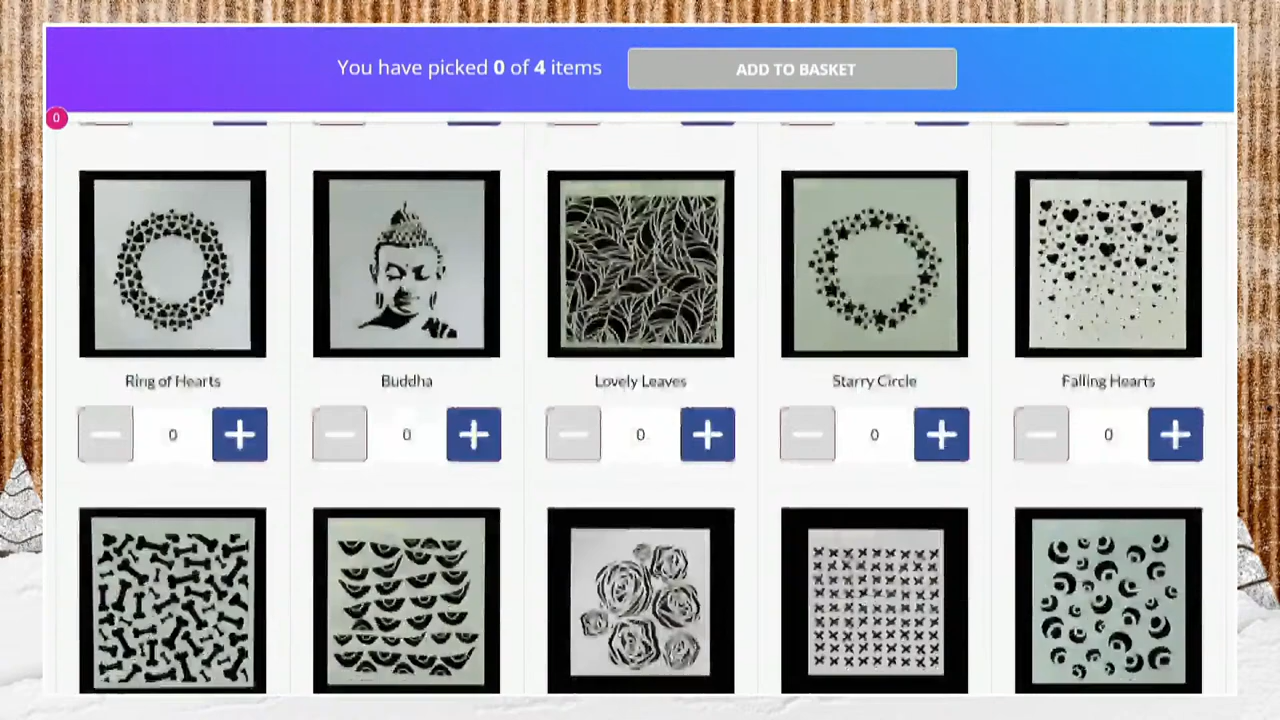 You have picked 0 of 4 items
ADD TO BASKET
0
Ring of Hearts
Buddha
Lovely Leaves
Starry Circle
Falling Hearts
0
0
0
0
0